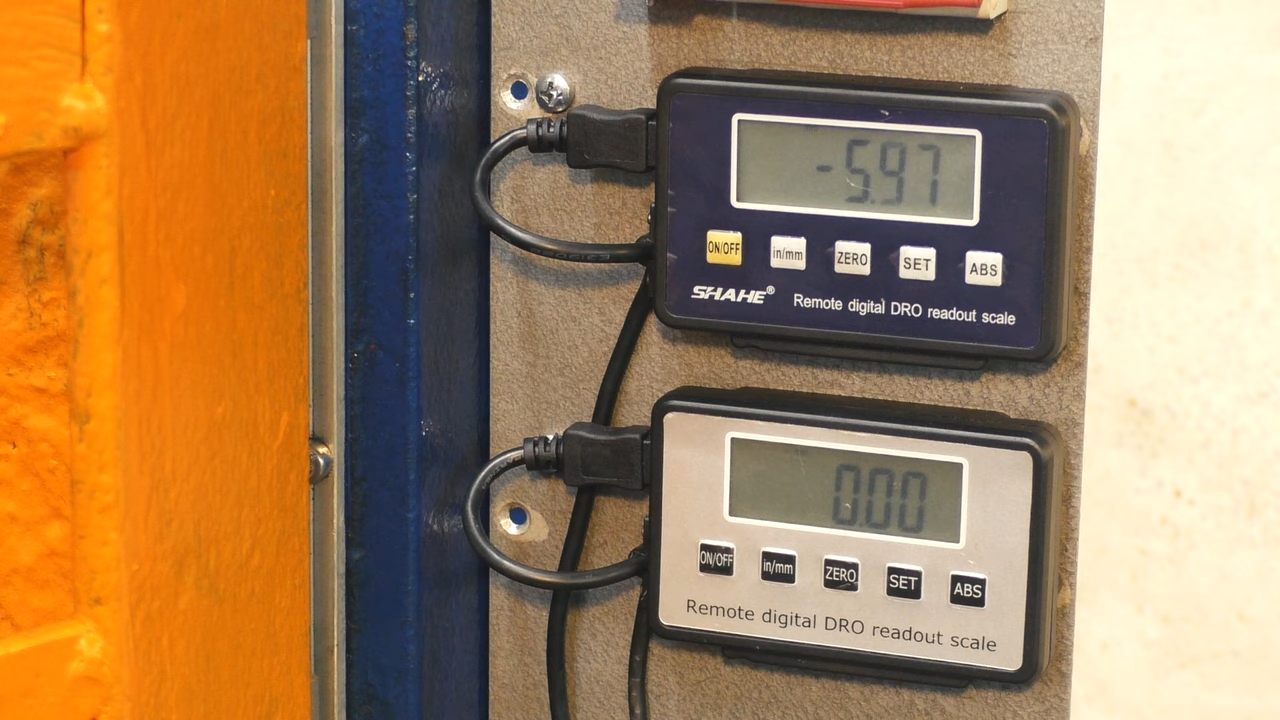 -5.97
ON/OFF in/mm ZERO SET ABS
SHAHE® Remote digital DRO readout scale
0.00
ON/OFF in/mm ZERO SET ABS
Remote digital DRO readout scale